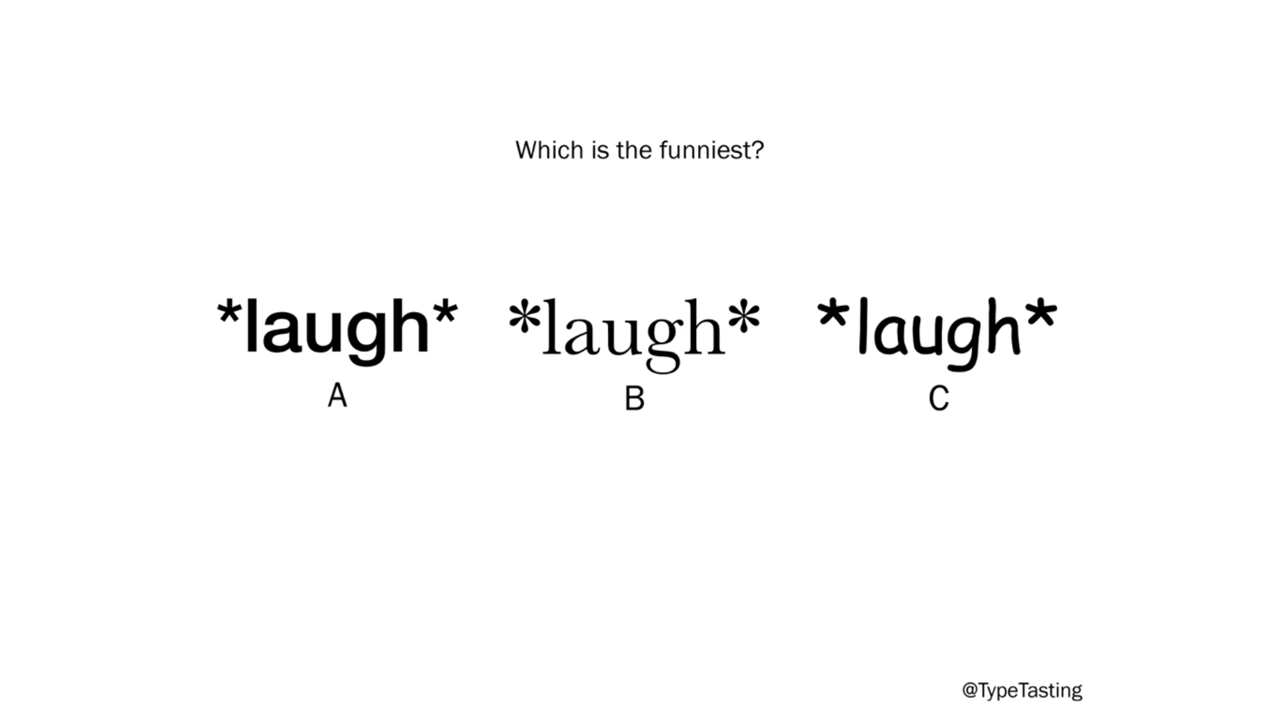 Which is the funniest?
*laugh* *laugh* *laugh*
A B C
@TypeTasting